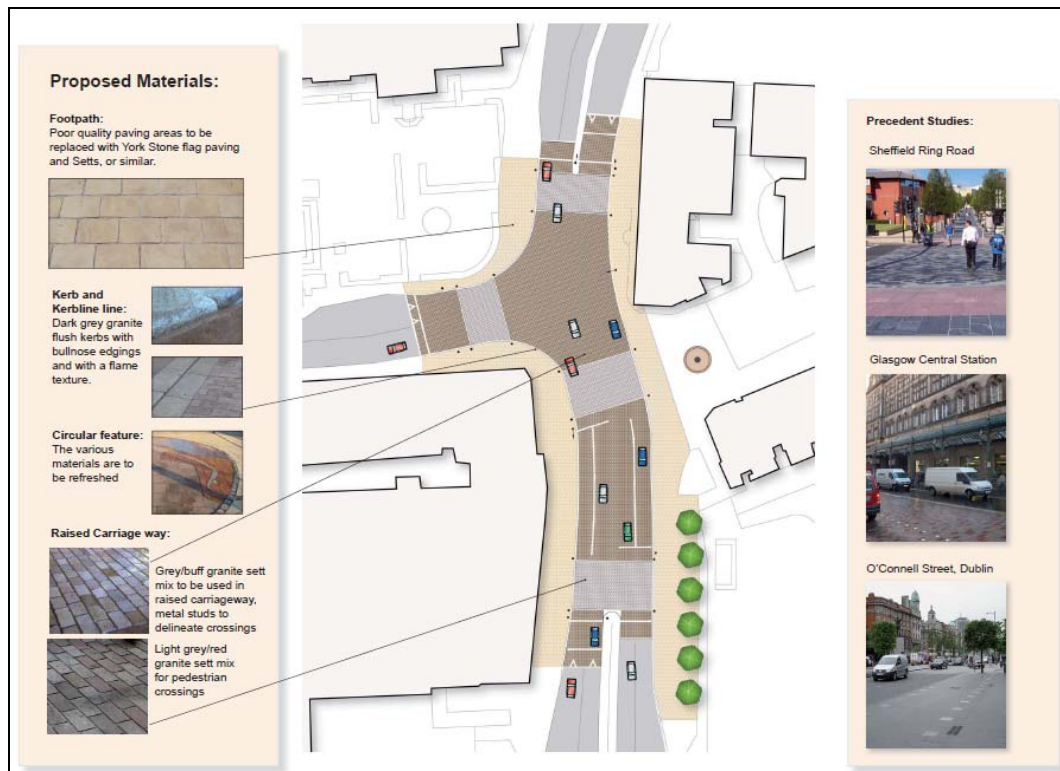 Proposed Materials:
Footpath:
Poor quality paving areas to be
replaced with York Stone flag paving
and Setts, or similar.
Kerb and
Kerbline line:
Dark grey granite
flush kerbs with
bullnose edgings
and with a flame
texture.
Circular feature:
The various
materials are to
be refreshed
Raised Carriage way:
Grey/buff granite sett
mix to be used in
raised carriageway,
metal studs to
delineate crossings
Light grey/red
granite sett mix
for pedestrian
crossings
Precedent Studies:
Sheffield Ring Road
Glasgow Central Station
O'Connell Street, Dublin